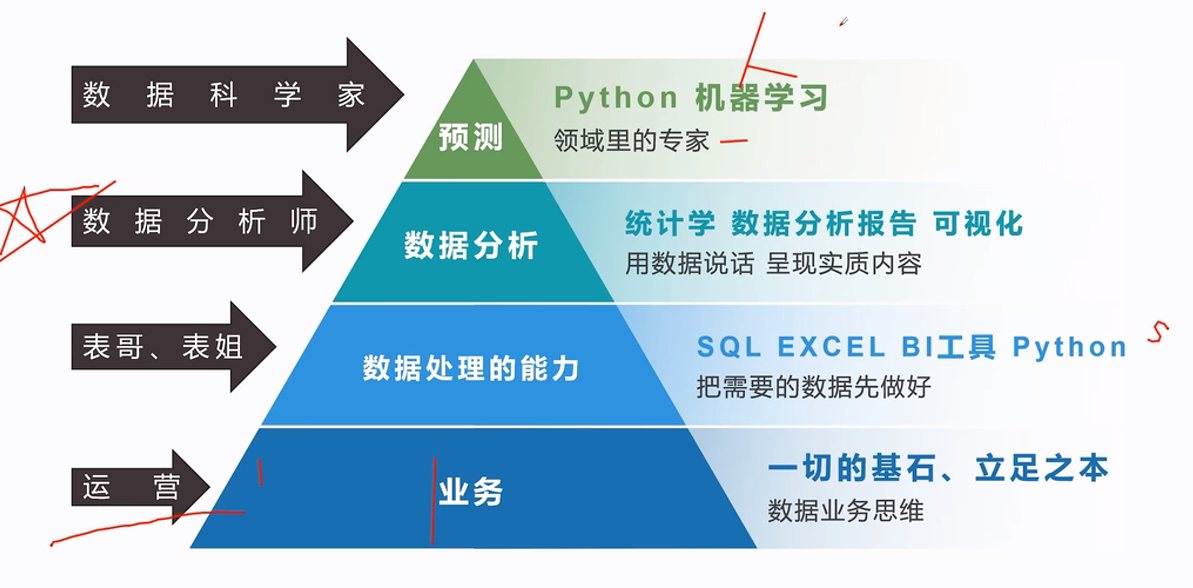 数据科学家
预测
Python 机器学习
领域里的专家
数据分析师
数据分析
统计学 数据分析报告 可视化
用数据说话 呈现实质内容
表哥、表姐
数据处理的能力
SQL EXCEL BI工具 Python
把需要的数据先做好
运营
业务
一切的基石、立足之本
数据业务思维